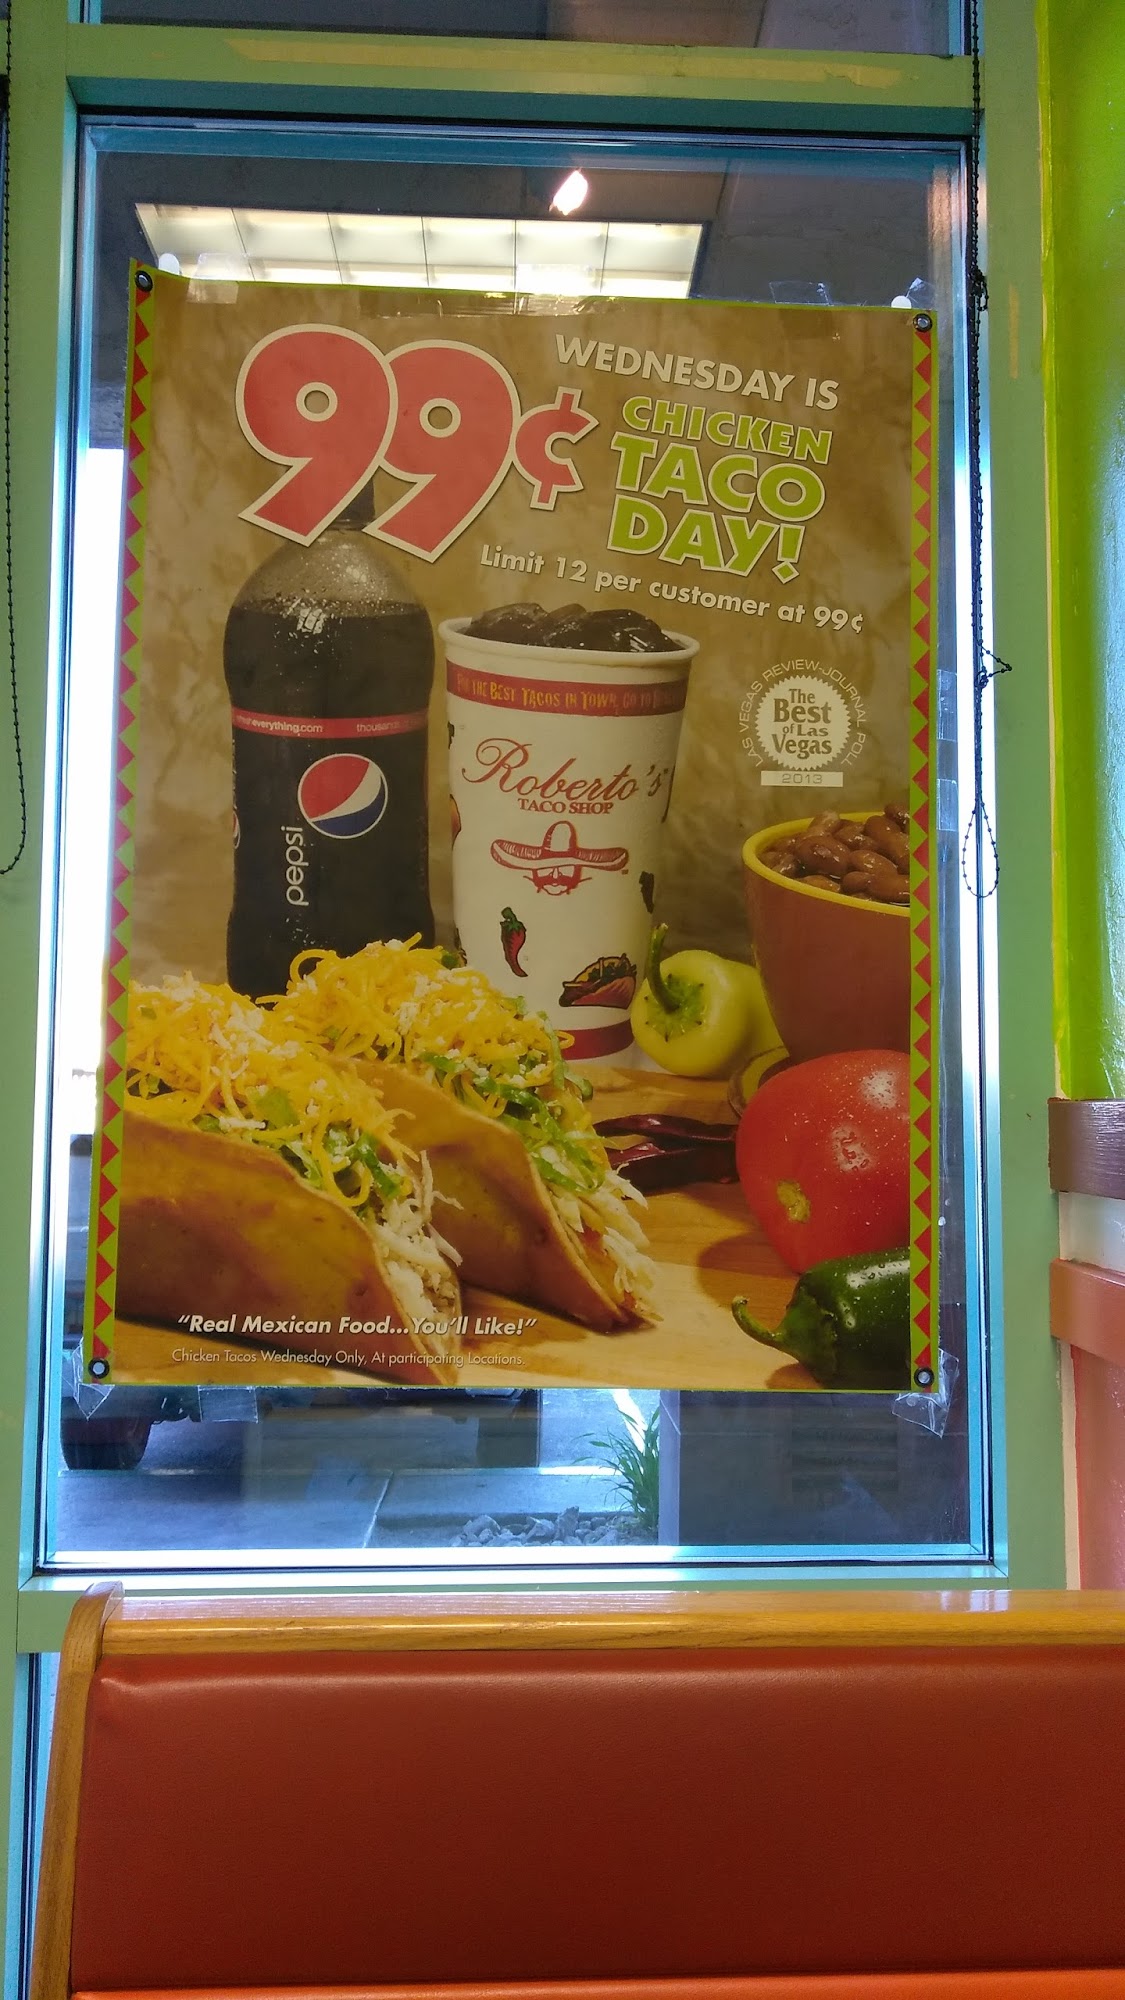 99¢
WEDNESDAY IS
CHICKEN
TACO
DAY!
Limit 12 per customer at 99¢
LAS VEGAS REVIEW-JOURNAL POLL
The
Best
of Las
Vegas
2013
everything.com
pepsi
THE BEST TACOS IN TOWN, GO TO
Roberto's
TACO SHOP
"Real Mexican Food...You'll Like!"
Chicken Tacos Wednesday Only, At participating Locations.